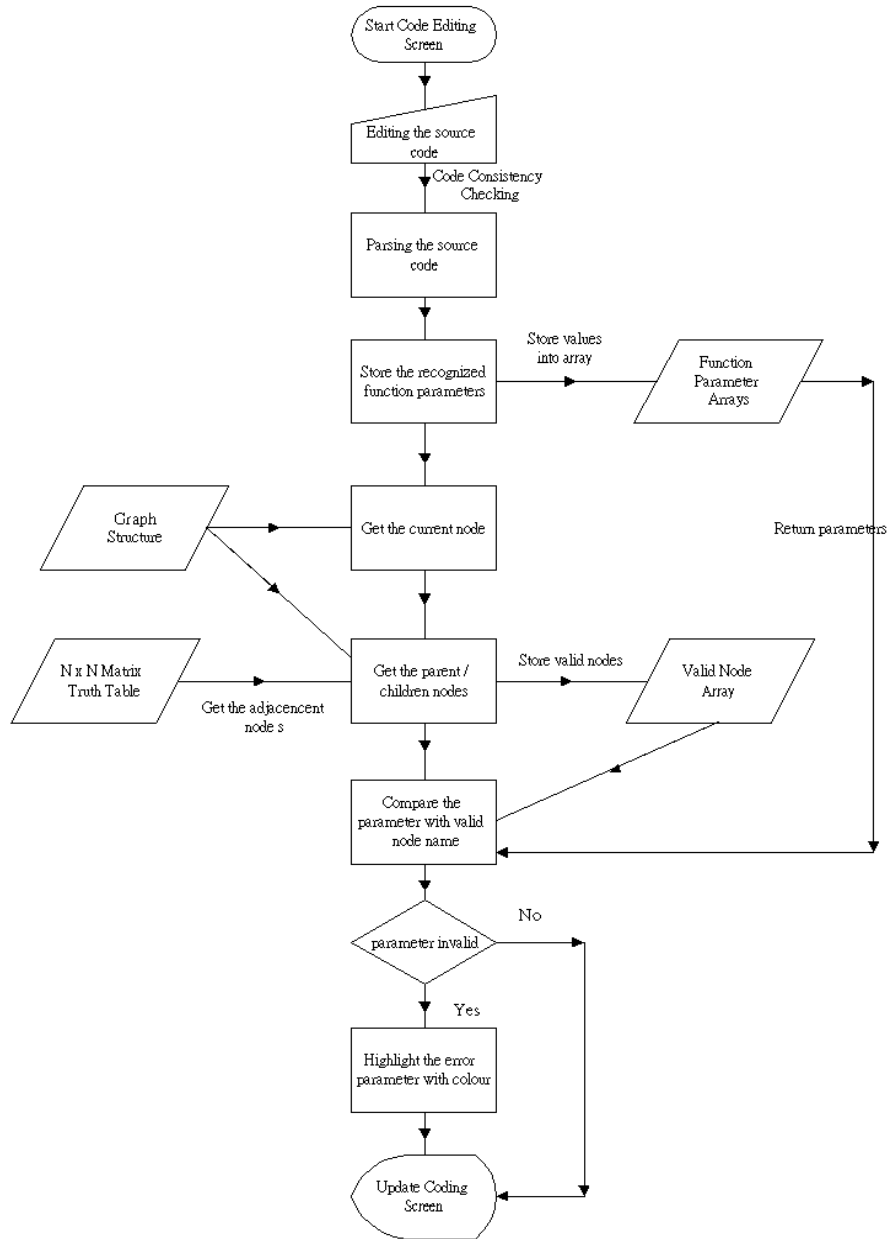 Start Code Editing
Screen
Editing the source
code
Code Consistency
Checking
Parsing the source
code
Store the recognized
function parameters
Store values
into array
Function
Parameter
Arrays
Graph
Structure
Get the current node
Return parameters
N x N Matrix
Truth Table
Get the adjacencent
node s
Get the parent /
children nodes
Store valid nodes
Valid Node
Array
Compare the
parameter with valid
node name
parameter invalid
No
Yes
Highlight the error
parameter with colour
Update Coding
Screen